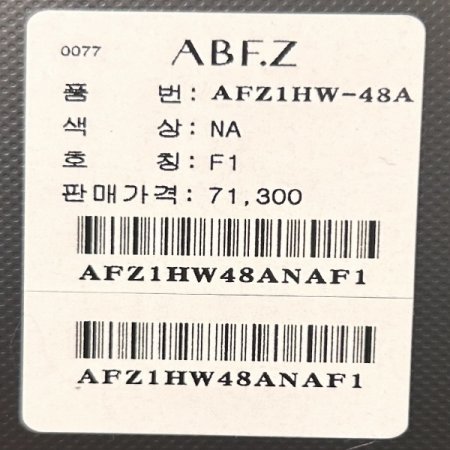 0077 ABF.Z
품 번: AFZ1HW-48A
색 상: NA
호 칭: F1
판매가격: 71,300
AFZ1HW48ANAF1
AFZ1HW48ANAF1